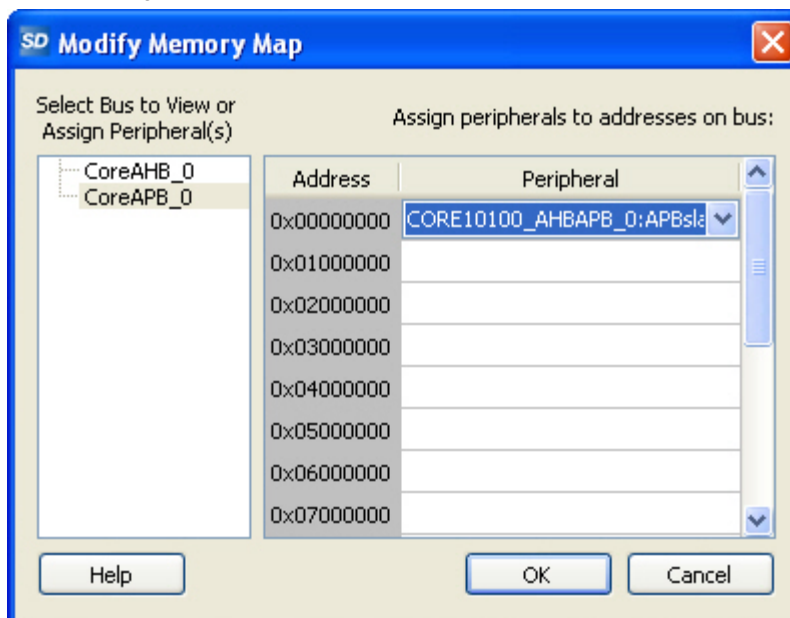 SD Modify Memory Map
Select Bus to View or
Assign Peripheral(s)
Assign peripherals to addresses on bus:
CoreAHB_0
CoreAPB_0
Address Peripheral
0x00000000 CORE10100_AHBAPB_0:APBsla
0x01000000
0x02000000
0x03000000
0x04000000
0x05000000
0x06000000
0x07000000
Help OK Cancel